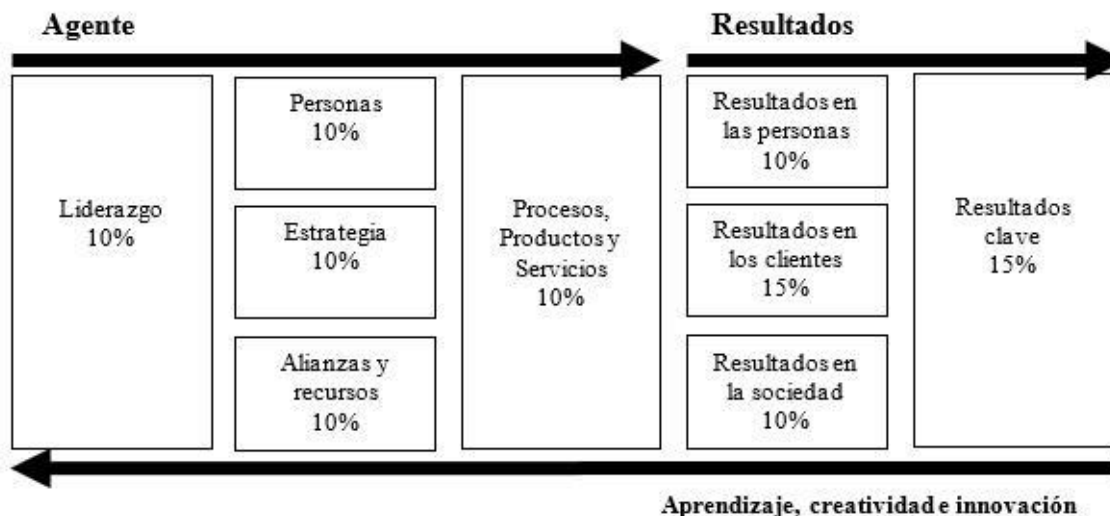 Agente
Resultados
Liderazgo
10%
Personas
10%
Estrategia
10%
Alianzas y
recursos
10%
Procesos,
Productos y
Servicios
10%
Resultados en
las personas
10%
Resultados en
los clientes
15%
Resultados en
la sociedad
10%
Resultados
clave
15%
Aprendizaje, creatividad e innovación